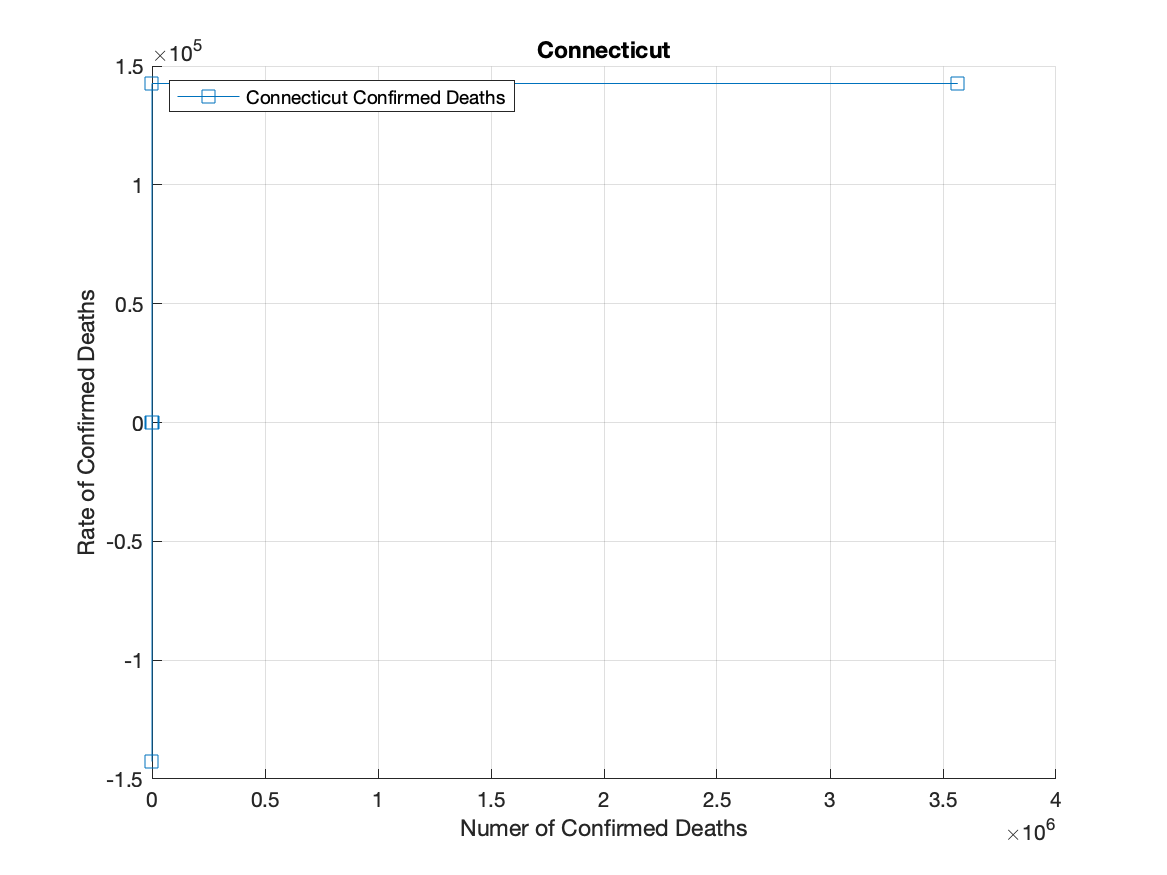 Connecticut
×10^5
Connecticut Confirmed Deaths
1.5
1
0.5
0
-0.5
-1
-1.5
Rate of Confirmed Deaths
0 0.5 1 1.5 2 2.5 3 3.5 4
Numer of Confirmed Deaths
×10^6